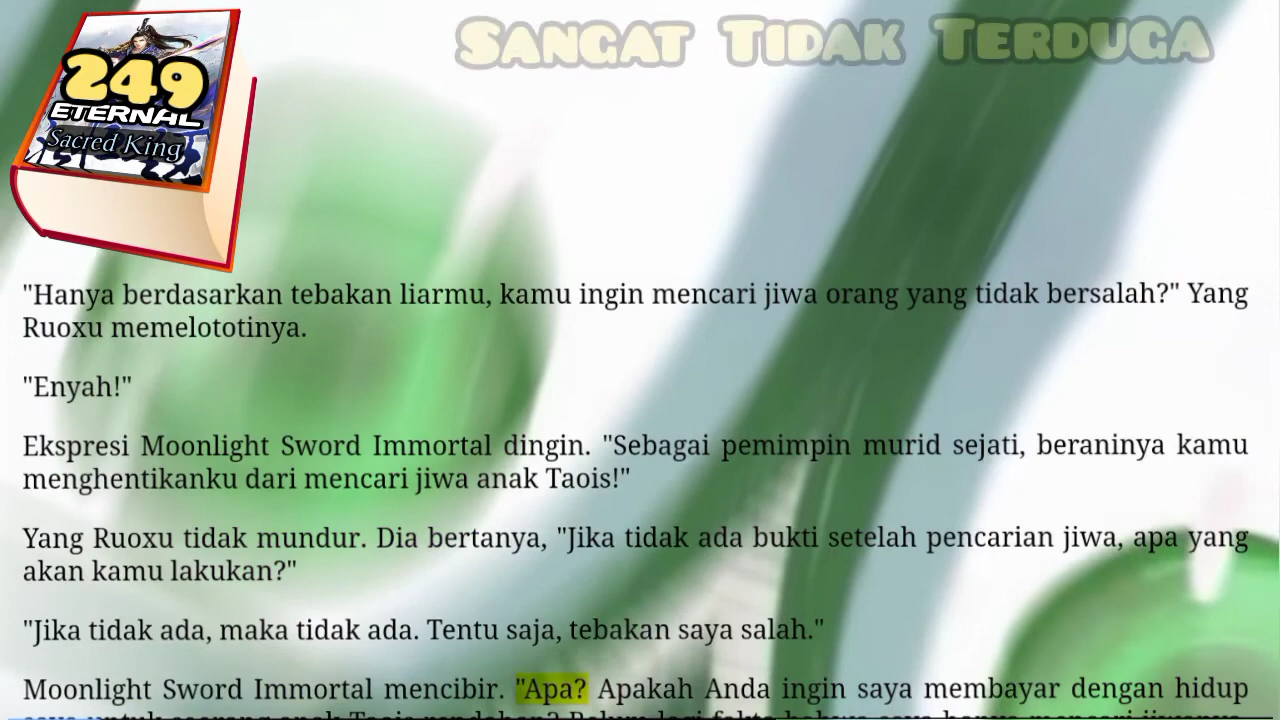 Sangat Tidak Terduga
249
ETERNAL
Sacred King
"Hanya berdasarkan tebakan liarmu, kamu ingin mencari jiwa orang yang tidak bersalah?" Yang
Ruoxu memelototinya.
"Enyah!"
Ekspresi Moonlight Sword Immortal dingin. "Sebagai pemimpin murid sejati, beraninya kamu
menghentikanku dari mencari jiwa anak Taois!"
Yang Ruoxu tidak mundur. Dia bertanya, "Jika tidak ada bukti setelah pencarian jiwa, apa yang
akan kamu lakukan?"
"Jika tidak ada, maka tidak ada. Tentu saja, tebakan saya salah."
Moonlight Sword Immortal mencibir. "Apa? Apakah Anda ingin saya membayar dengan hidup